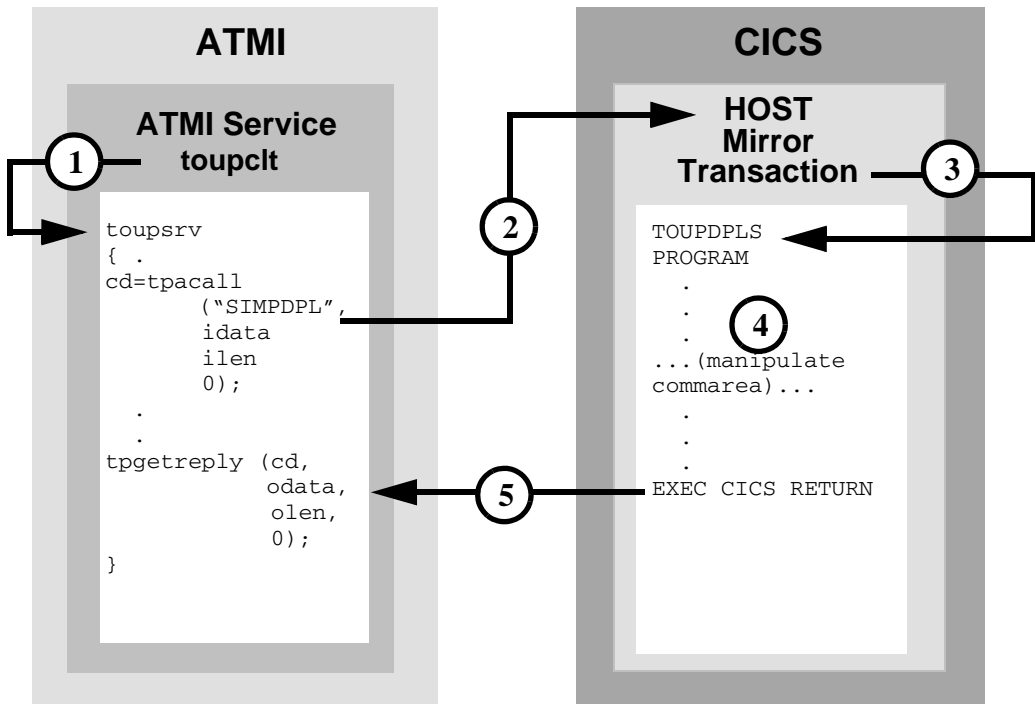 ATMI
ATMI Service
toupclt
1
toupsrv
{ .
cd=tpacall
(“SIMPDPL”,
idata
ilen
0);
.
.
tpgetreply (cd,
odata,
olen,
0);
}
2
5
CICS
HOST
Mirror
Transaction
3
TOUPDPLS
PROGRAM
.
.
.
4
...(manipulate
commarea)...
.
.
.
EXEC CICS RETURN